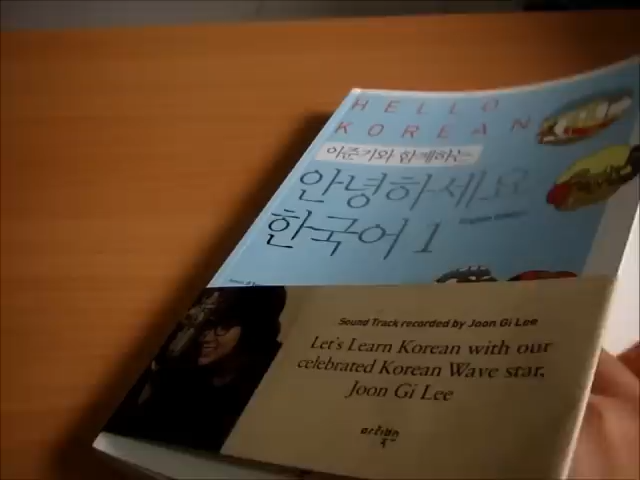 HELLO
KOREAN
이준기와 함께하는
안녕하세요
한국어 1
Sound Track recorded by Joon Gi Lee
Let's Learn Korean with our
celebrated Korean Wave star,
Joon Gi Lee